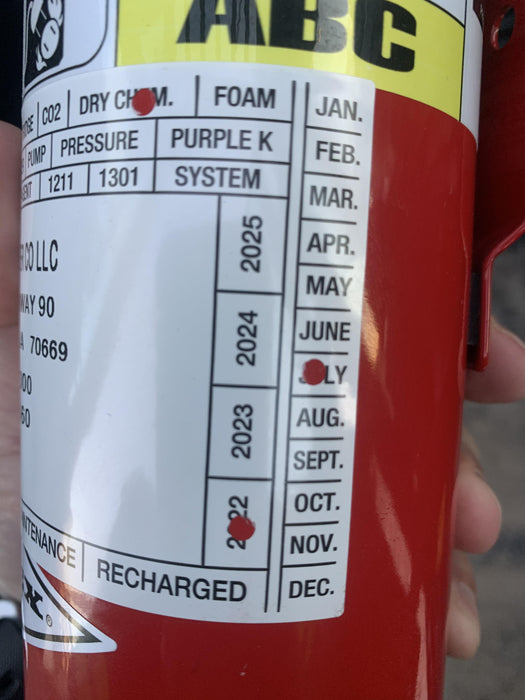 ABC
CO2 DRY CHEM. FOAM
PUMP PRESSURE PURPLE K
1211 1301 SYSTEM
JAN.
FEB.
MAR.
APR.
MAY
JUNE
JULY
AUG.
SEPT.
OCT.
NOV.
DEC.
2025
2024
2023
2022
CO LLC
WAY 90
70669
RECHARGED